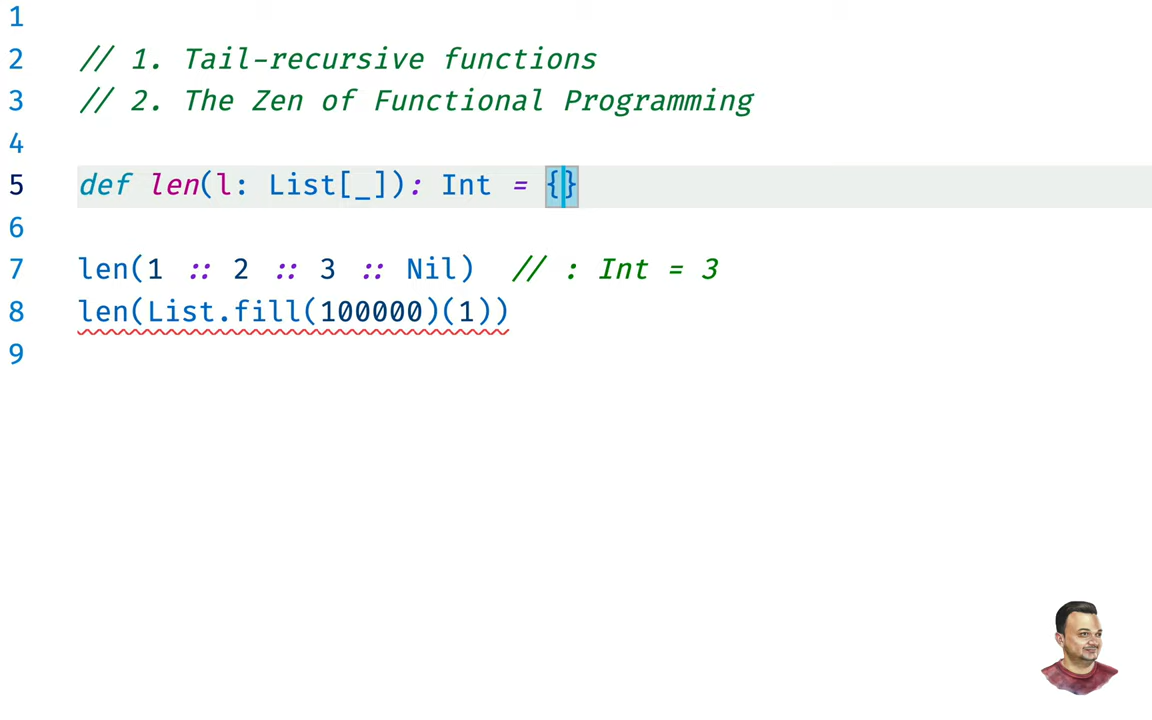 1
2 // 1. Tail-recursive functions
3 // 2. The Zen of Functional Programming
4
5 def len(l: List[_]): Int = {}
6
7 len(1 :: 2 :: 3 :: Nil) // : Int = 3
8 len(List.fill(100000)(1))
9